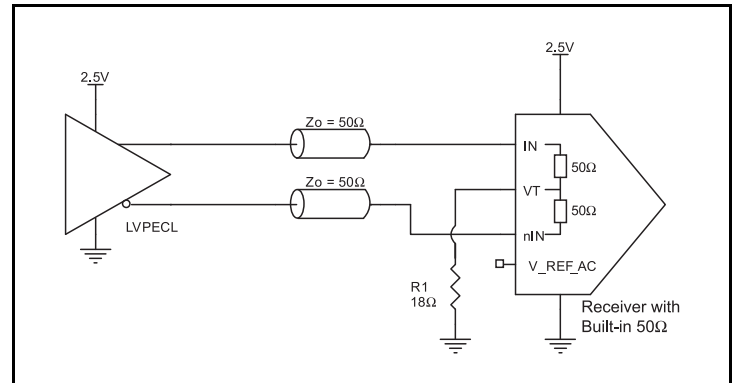 2.5V
2.5V
Zo = 50Ω
IN
50Ω
Zo = 50Ω
VT
50Ω
LVPECL
nIN
V_REF_AC
R1
18Ω
Receiver with
Built-in 50Ω